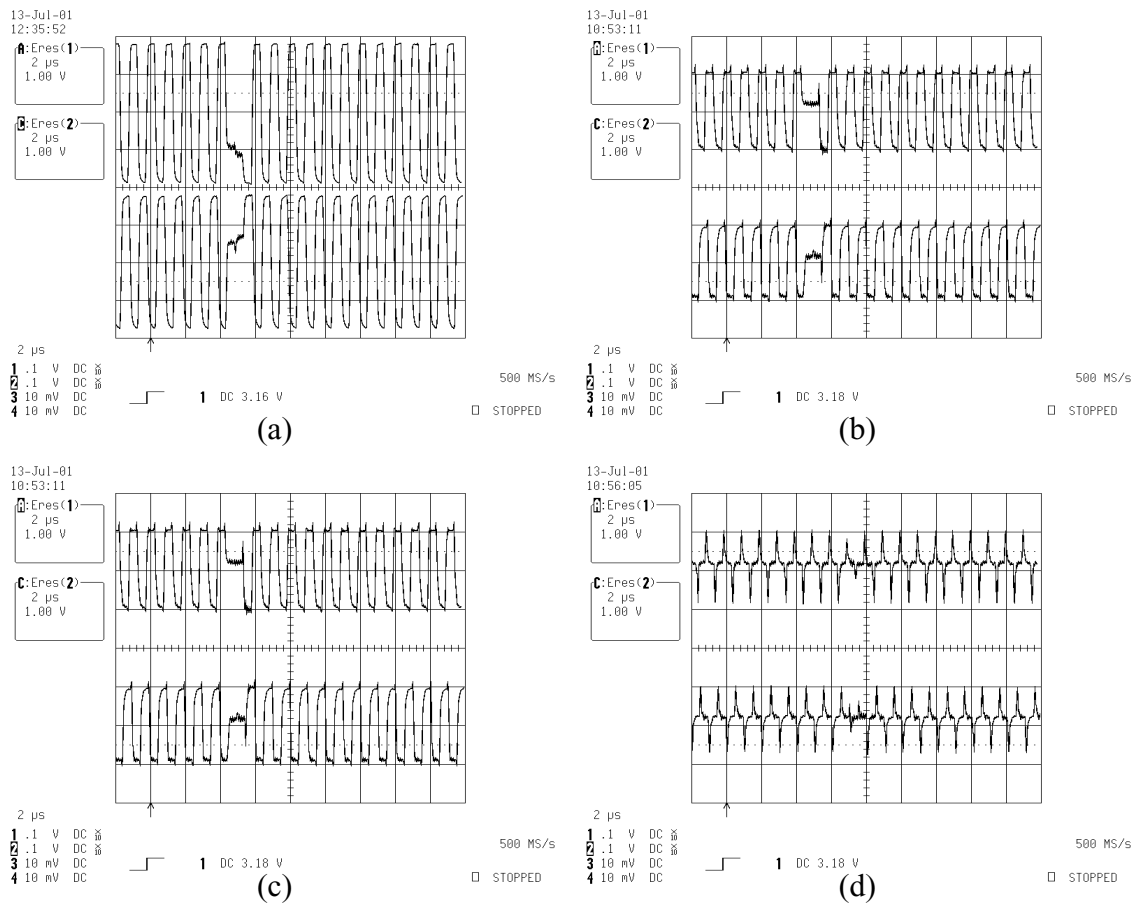 13-Jul-01
12:35:52
A:Eres(1)
2 µs
1.00 V
:Eres(2)
2 µs
1.00 V
2 µs
1 .1 V DC
2 .1 V DC
3 10 mV DC
4 10 mV DC
1 DC 3.16 V
500 MS/s
STOPPED
(a)
13-Jul-01
10:53:11
A:Eres(1)
2 µs
1.00 V
C:Eres(2)
2 µs
1.00 V
2 µs
1 .1 V DC
2 .1 V DC
3 10 mV DC
4 10 mV DC
1 DC 3.18 V
500 MS/s
STOPPED
(b)
13-Jul-01
10:53:11
A:Eres(1)
2 µs
1.00 V
C:Eres(2)
2 µs
1.00 V
2 µs
1 .1 V DC
2 .1 V DC
3 10 mV DC
4 10 mV DC
1 DC 3.18 V
500 MS/s
STOPPED
(c)
13-Jul-01
10:56:05
A:Eres(1)
2 µs
1.00 V
C:Eres(2)
2 µs
1.00 V
2 µs
1 .1 V DC
2 .1 V DC
3 10 mV DC
4 10 mV DC
1 DC 3.18 V
500 MS/s
STOPPED
(d)